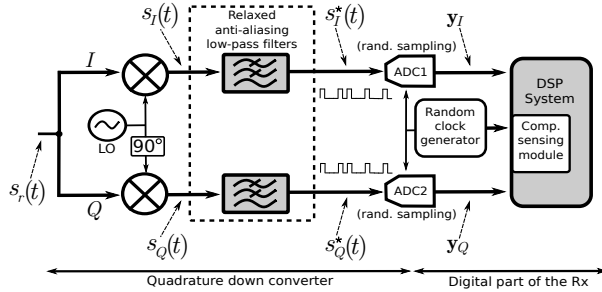 s_I(t)
Relaxed
anti-aliasing
low-pass filters
s*_I(t)
y_I
(rand. sampling)
I
ADC1
DSP
System
LO
90°
Random
clock
generator
Comp.
sensing
module
s_r(t)
Q
ADC2
(rand. sampling)
s_Q(t)
s*_Q(t)
y_Q
Quadrature down converter
Digital part of the Rx